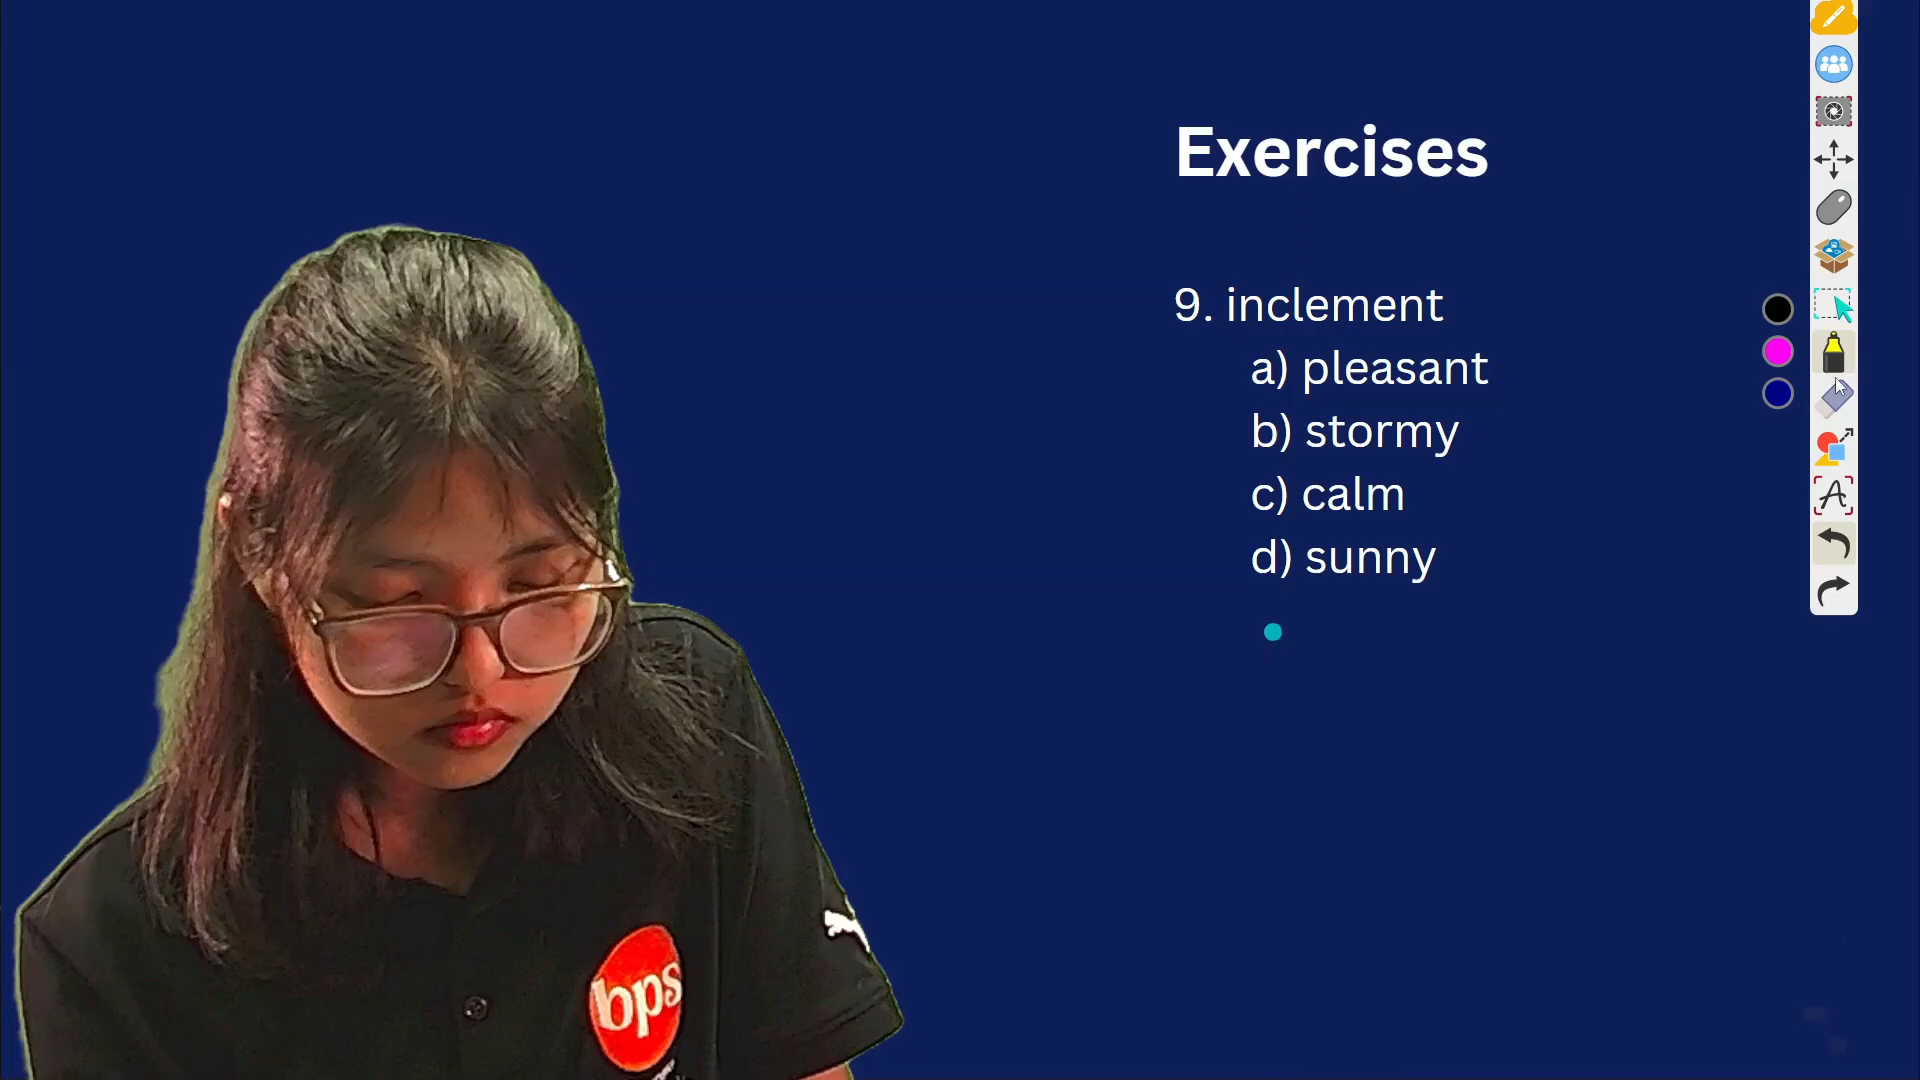 Exercises
9. inclement
a) pleasant
b) stormy
c) calm
d) sunny
bps